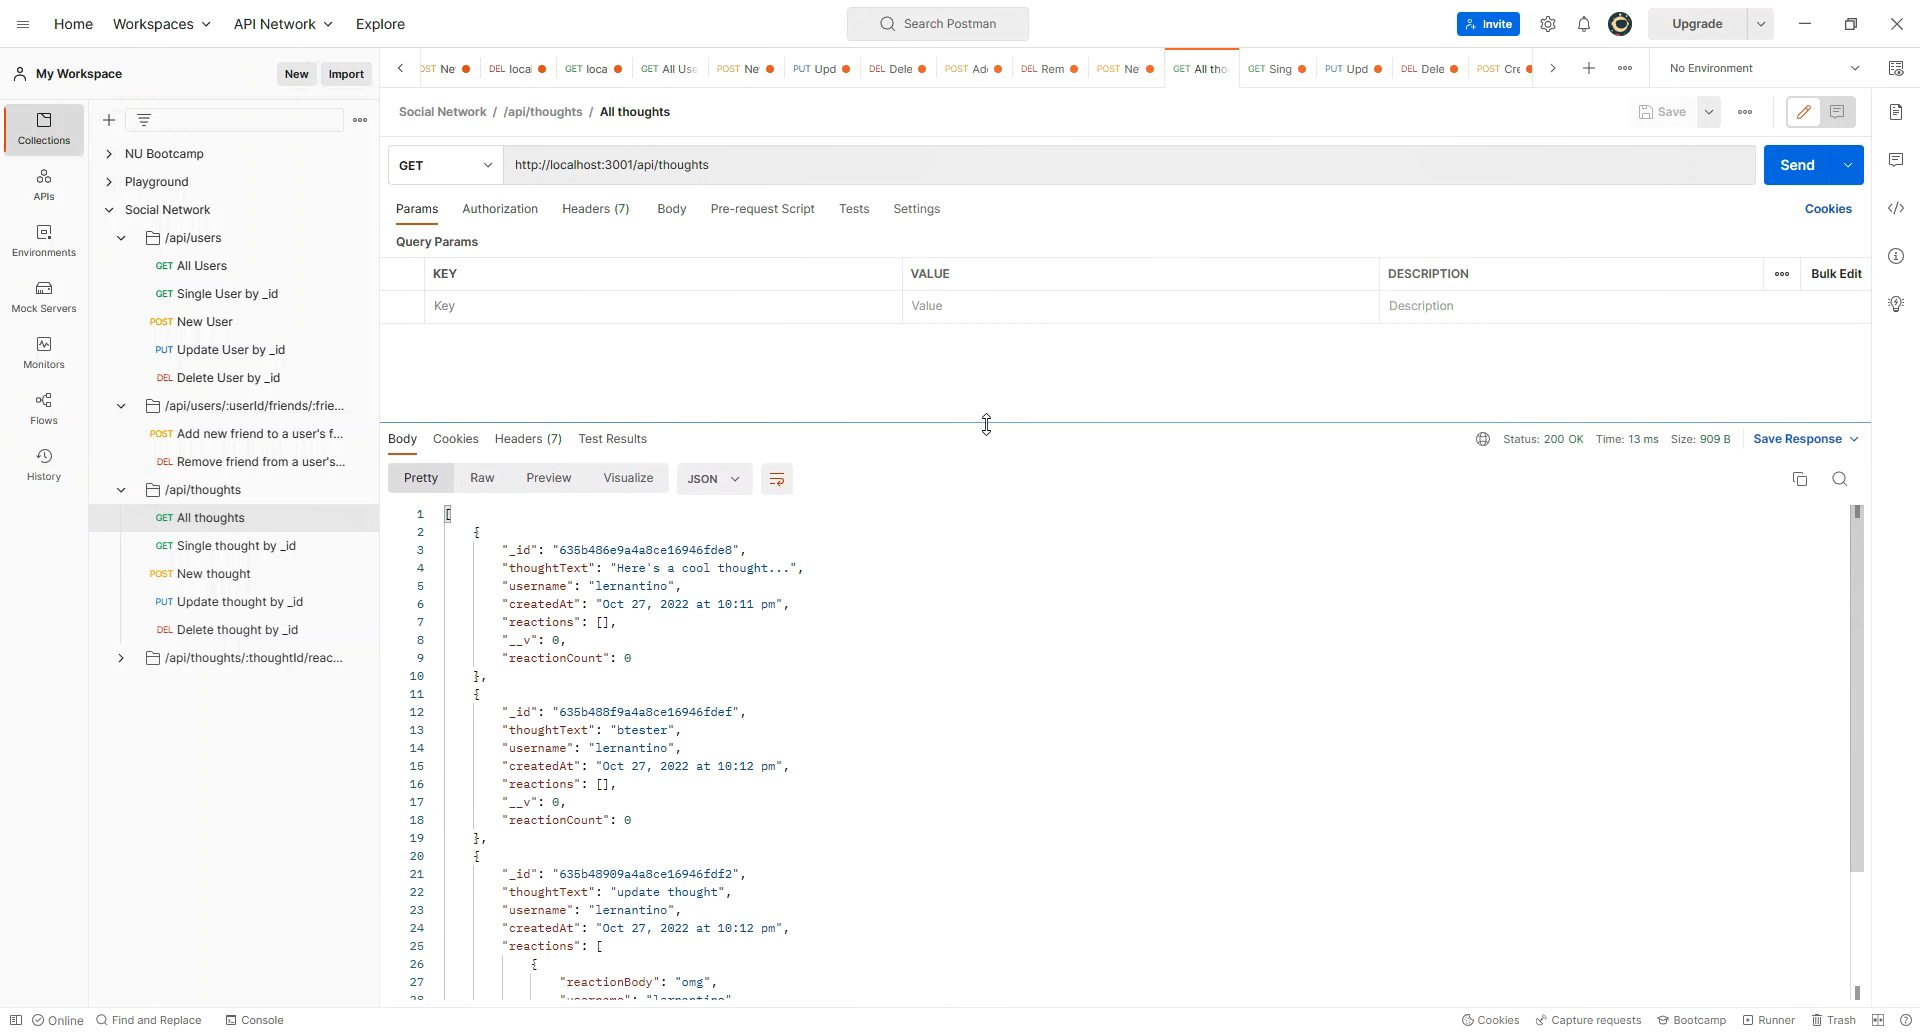 Home Workspaces API Network Explore Search Postman Invite Upgrade
My Workspace New Import
OST Ne DEL local GET loca GET All Use POST Ne PUT Upd DEL Dele POST Ad DEL Rem POST Ne GET All tho GET Sing PUT Upd DEL Dele POST Cre No Environment
Collections
APIs
Environments
Mock Servers
Monitors
Flows
History
NU Bootcamp
Playground
Social Network
/api/users
GET All Users
GET Single User by _id
POST New User
PUT Update User by _id
DEL Delete User by _id
/api/users/:userId/friends/:frie...
POST Add new friend to a user's f...
DEL Remove friend from a user's...
/api/thoughts
GET All thoughts
GET Single thought by _id
POST New thought
PUT Update thought by _id
DEL Delete thought by _id
/api/thoughts/:thoughtId/reac...
Social Network / /api/thoughts / All thoughts Save
GET http://localhost:3001/api/thoughts Send
Params Authorization Headers (7) Body Pre-request Script Tests Settings Cookies
Query Params
KEY VALUE DESCRIPTION Bulk Edit
Key Value Description
Body Cookies Headers (7) Test Results Status: 200 OK Time: 13 ms Size: 909 B Save Response
Pretty Raw Preview Visualize JSON
1 [
2 {
3 "_id": "635b486e9a4a8ce16946fde8",
4 "thoughtText": "Here's a cool thought...",
5 "username": "lernantino",
6 "createdAt": "Oct 27, 2022 at 10:11 pm",
7 "reactions": [],
8 "__v": 0,
9 "reactionCount": 0
10 },
11 {
12 "_id": "635b488f9a4a8ce16946fdef",
13 "thoughtText": "btester",
14 "username": "lernantino",
15 "createdAt": "Oct 27, 2022 at 10:12 pm",
16 "reactions": [],
17 "__v": 0,
18 "reactionCount": 0
19 },
20 {
21 "_id": "635b48909a4a8ce16946fdf2",
22 "thoughtText": "update thought",
23 "username": "lernantino",
24 "createdAt": "Oct 27, 2022 at 10:12 pm",
25 "reactions": [
26 {
27 "reactionBody": "omg",
28 "username": "lernantino"
Online Find and Replace Console Cookies Capture requests Bootcamp Runner Trash